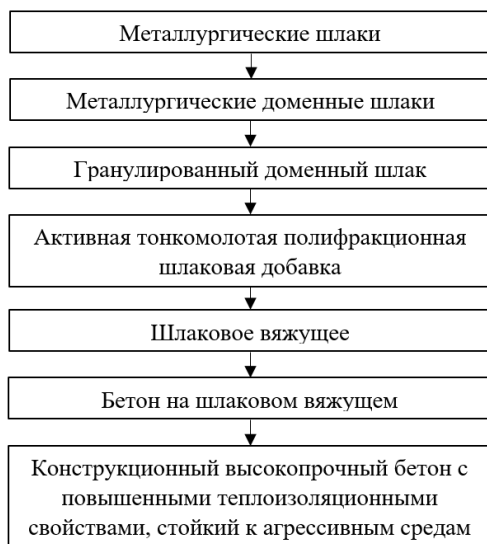 Металлургические шлаки
Металлургические доменные шлаки
Гранулированный доменный шлак
Активная тонкомолотая полифракционная
шлаковая добавка
Шлаковое вяжущее
Бетон на шлаковом вяжущем
Конструкционный высокопрочный бетон с
повышенными теплоизоляционными
свойствами, стойкий к агрессивным средам